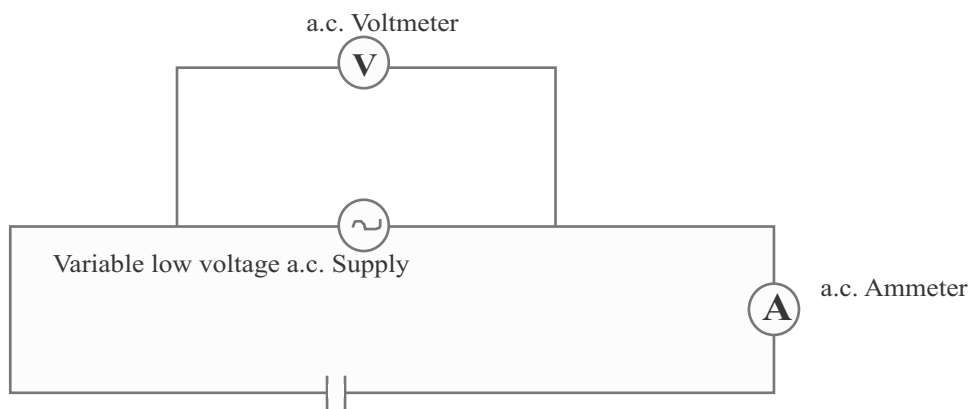 a.c. Voltmeter
V
Variable low voltage a.c. Supply
a.c. Ammeter
A